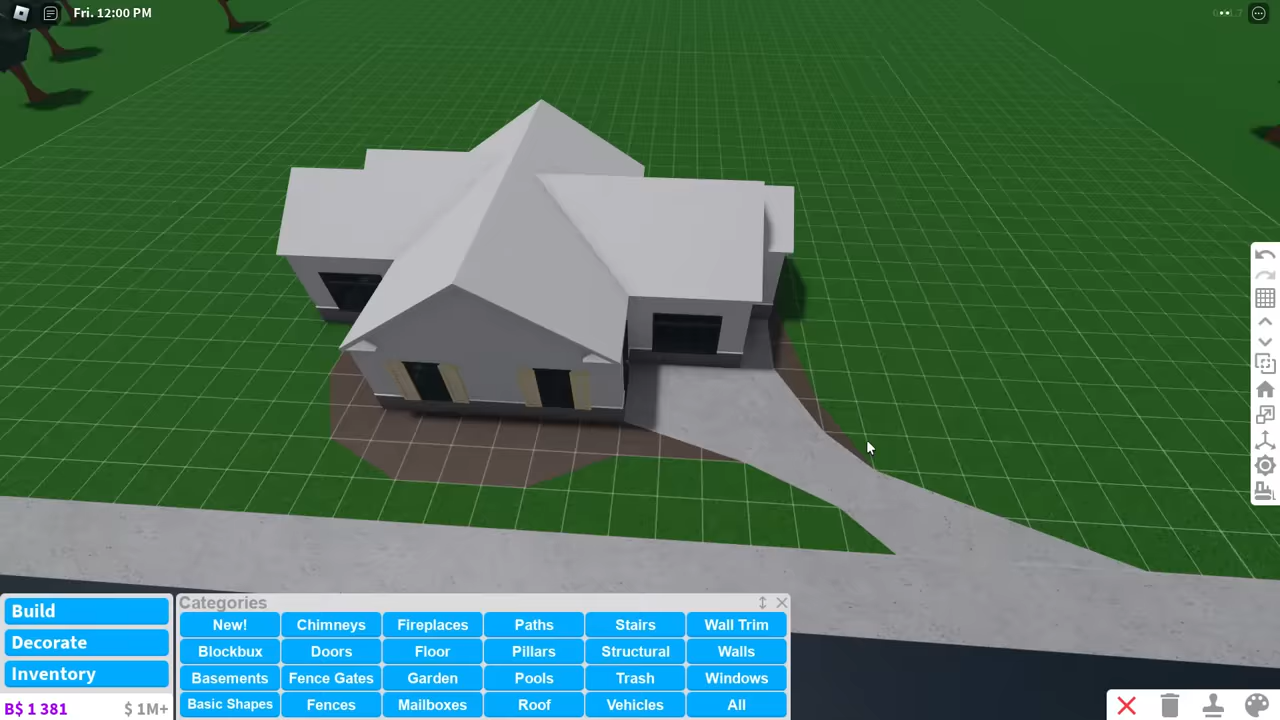 Fri. 12:00 PM
Build
Decorate
Inventory
B$ 1 381
$ 1M+
Categories
New!
Chimneys
Fireplaces
Paths
Stairs
Wall Trim
Blockbux
Doors
Floor
Pillars
Structural
Walls
Basements
Fence Gates
Garden
Pools
Trash
Windows
Basic Shapes
Fences
Mailboxes
Roof
Vehicles
All